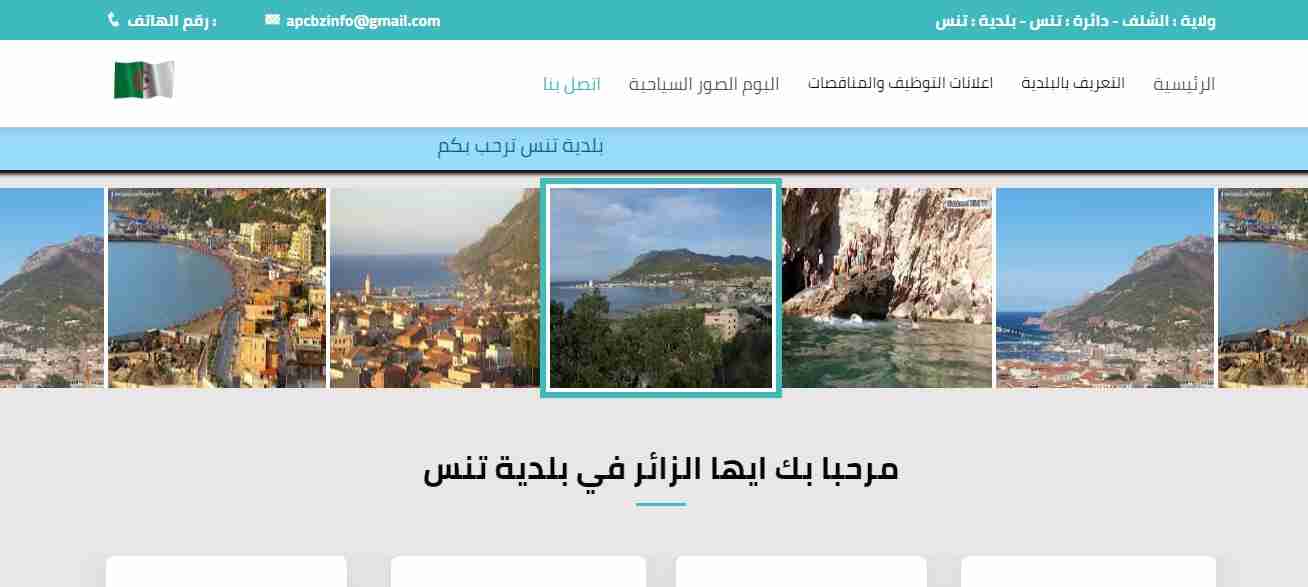 ولاية : الشلف - دائرة : تنس - بلدية : تنس
apcbzinfo@gmail.com
رقم الهاتف :
الرئيسية
التعريف بالبلدية
اعلانات التوظيف والمناقصات
البوم الصور السياحية
اتصل بنا
بلدية تنس ترحب بكم
مرحبا بك ايها الزائر في بلدية تنس